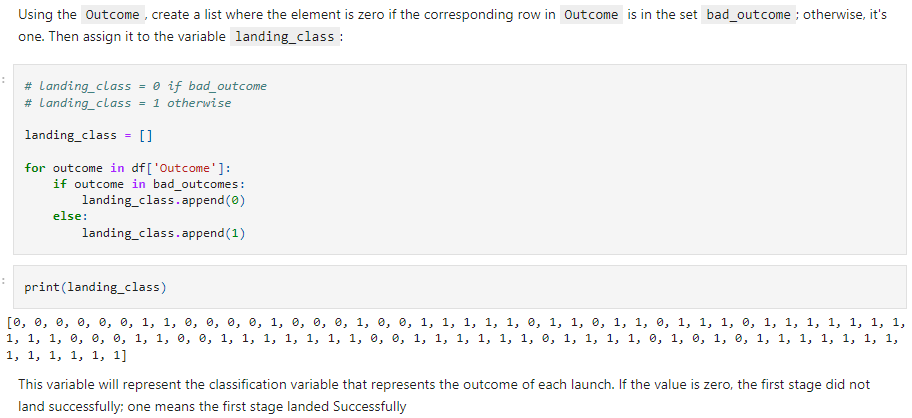 Using the Outcome , create a list where the element is zero if the corresponding row in Outcome is in the set bad_outcome ; otherwise, it's
one. Then assign it to the variable landing_class :
# landing_class = 0 if bad_outcome
# landing_class = 1 otherwise
landing_class = []
for outcome in df['Outcome']:
    if outcome in bad_outcomes:
        landing_class.append(0)
    else:
        landing_class.append(1)
print(landing_class)
[0, 0, 0, 0, 0, 0, 1, 1, 0, 0, 0, 0, 1, 0, 0, 0, 1, 0, 0, 1, 1, 1, 1, 1, 0, 1, 1, 0, 1, 1, 0, 1, 1, 1, 0, 1, 1, 1, 1, 1, 1, 1,
1, 1, 1, 0, 0, 0, 1, 1, 0, 0, 1, 1, 1, 1, 1, 1, 1, 0, 0, 1, 1, 1, 1, 1, 1, 0, 1, 1, 1, 1, 0, 1, 0, 1, 0, 1, 1, 1, 1, 1, 1, 1,
1, 1, 1, 1, 1, 1]
This variable will represent the classification variable that represents the outcome of each launch. If the value is zero, the first stage did not
land successfully; one means the first stage landed Successfully